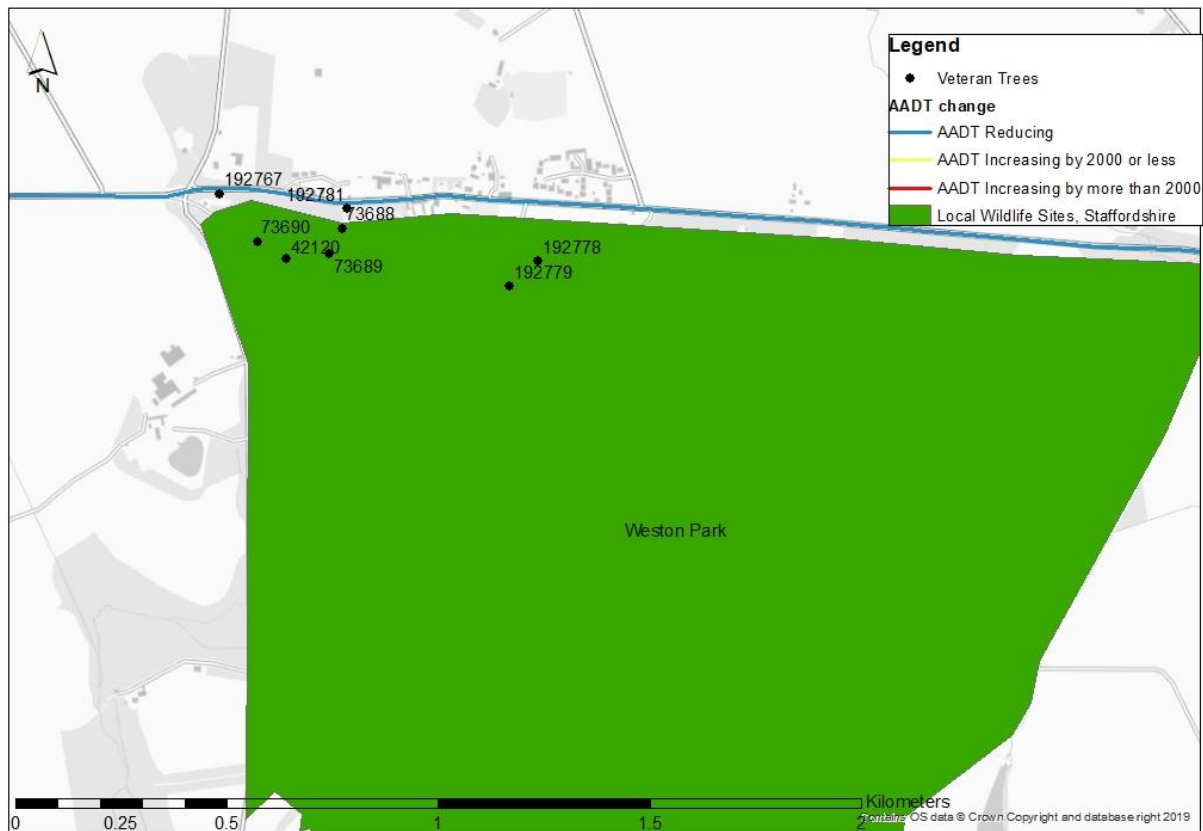 Legend
Veteran Trees
AADT change
AADT Reducing
AADT Increasing by 2000 or less
AADT Increasing by more than 2000
Local Wildlife Sites, Staffordshire
N
192767
192781
73688
73690
42120
73689
192778
192779
Weston Park
Kilometers
0 0.25 0.5 1 1.5 2
Contains OS data © Crown Copyright and database right 2019